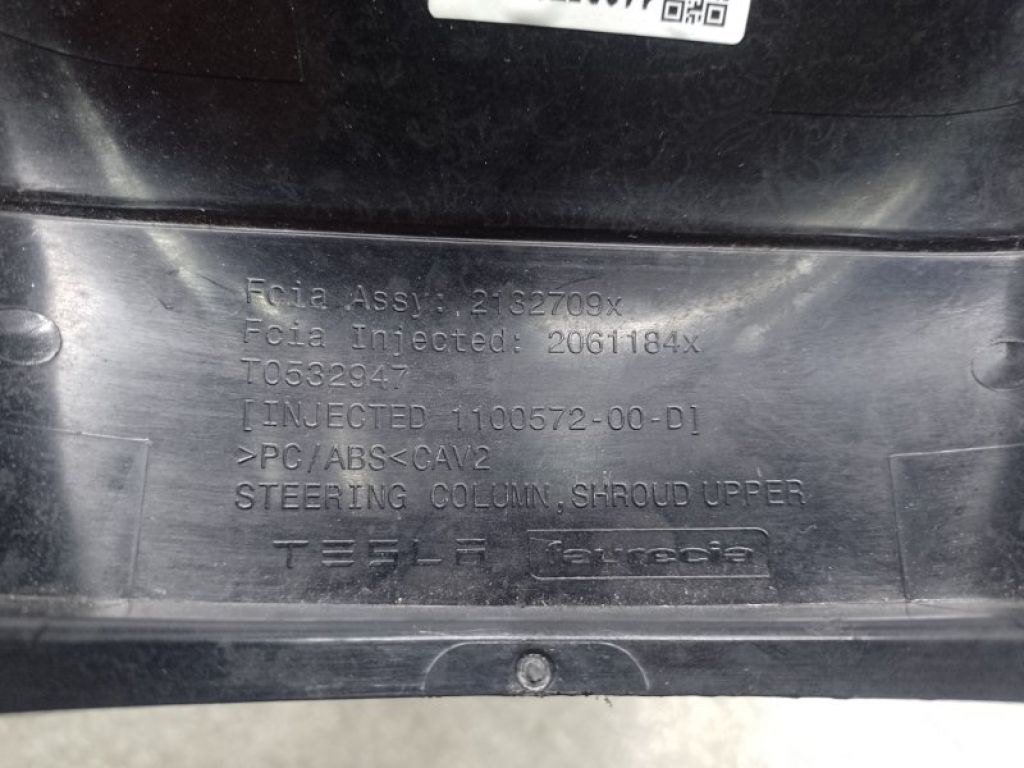 Fcia Assy: 2132709x
Fcia Injected: 2061184x
T0532947
[INJECTED 1100572-00-D]
>PC/ABS<CAV2
STEERING COLUMN,SHROUD UPPER
TESLA faurecia